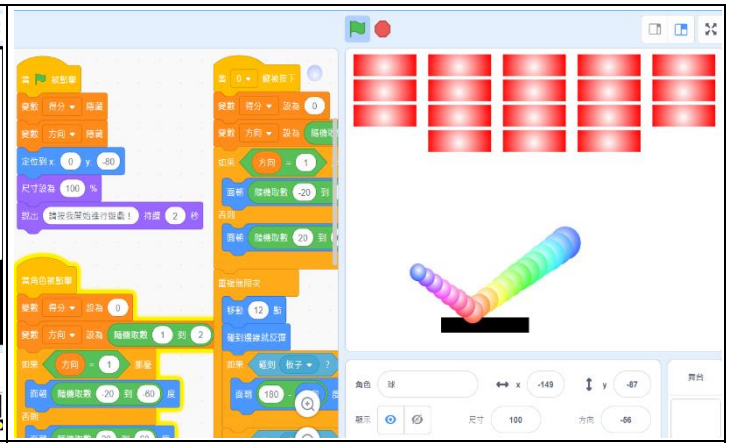 當 被點擊
變數 得分 隱藏
變數 方向 隱藏
定位到 x: 0 y: -80
尺寸設為 100 %
說出 請按我開始進行遊戲! 持續 2 秒
當角色被點擊
變數 得分 設為 0
變數 方向 設為 隨機取數 1 到 2
如果 方向 = 1 那麼
面朝 隨機取數 -20 到 -60 度
否則
當 0 鍵被按下
變數 得分 設為 0
變數 方向 設為 隨機取
如果 方向 = 1
面朝 隨機取數 -20 到
否則
面朝 隨機取數 20 到
重複無限次
移動 12 點
碰到邊緣就反彈
如果 碰到 板子 ?
面朝 180 - 度
角色 球 x -149 y -87
顯示 尺寸 100 方向 -56
舞台